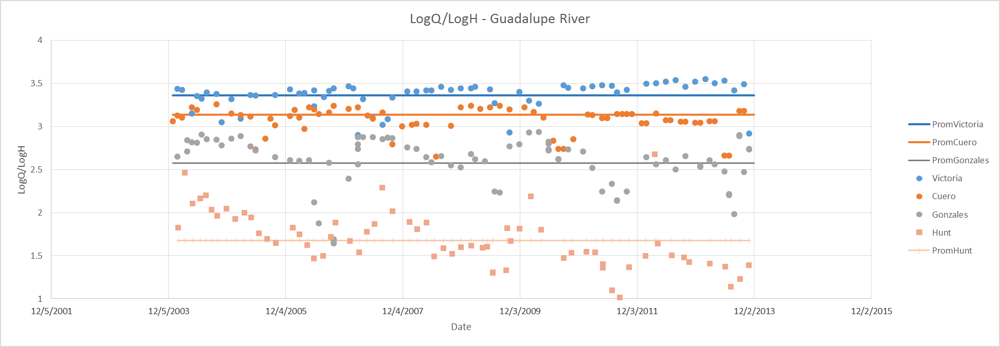 LogQ/LogH - Guadalupe River
4
3.5
3
2.5
2
1.5
1
LogQ/LogH
12/5/2001 12/5/2003 12/4/2005 12/4/2007 12/3/2009 12/3/2011 12/2/2013 12/2/2015
Date
PromVictoria
PromCuero
PromGonzales
Victoria
Cuero
Gonzales
Hunt
PromHunt